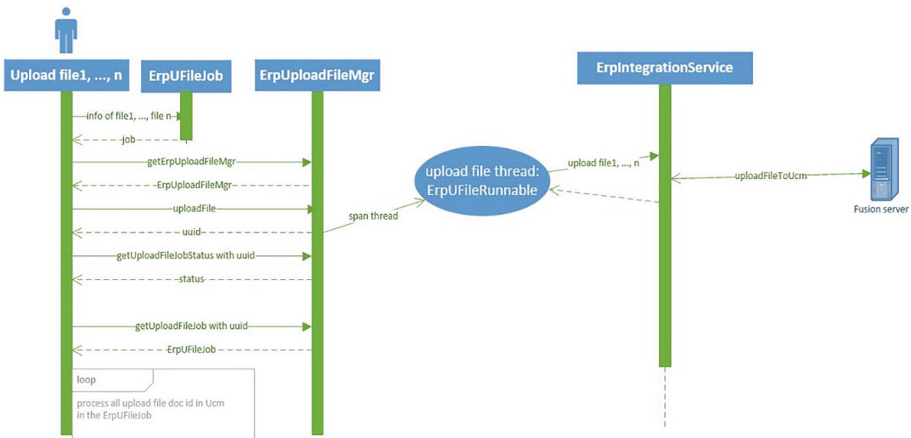 Upload file1, ..., n
ErpUFileJob
ErpUploadFileMgr
ErpIntegrationService
info of file1, ..., file n
job
getErpUploadFileMgr
ErpUploadFileMgr
uploadFile
uuid
span thread
getUploadFileJobStatus with uuid
status
getUploadFileJob with uuid
ErpUFileJob
upload file thread:
ErpUFileRunnable
upload file1, ..., n
uploadFileToUcm
Fusion server
loop
process all upload file doc id in Ucm
in the ErpUFileJob